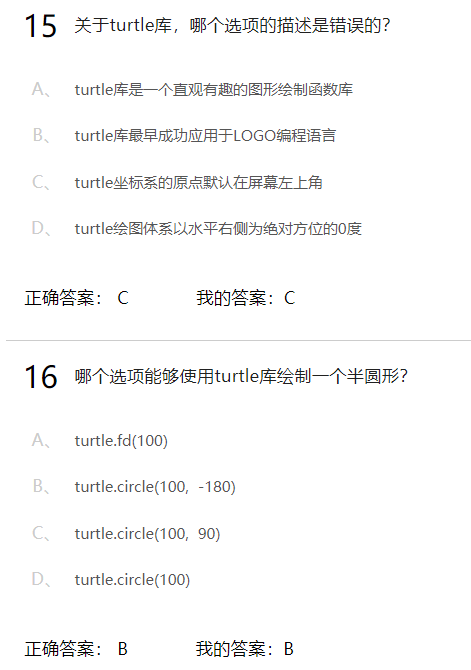 15 关于turtle库，哪个选项的描述是错误的？
A、 turtle库是一个直观有趣的图形绘制函数库
B、 turtle库最早成功应用于LOGO编程语言
C、 turtle坐标系的原点默认在屏幕左上角
D、 turtle绘图体系以水平右侧为绝对方位的0度
正确答案： C 我的答案：C
16 哪个选项能够使用turtle库绘制一个半圆形？
A、 turtle.fd(100)
B、 turtle.circle(100, -180)
C、 turtle.circle(100, 90)
D、 turtle.circle(100)
正确答案： B 我的答案：B